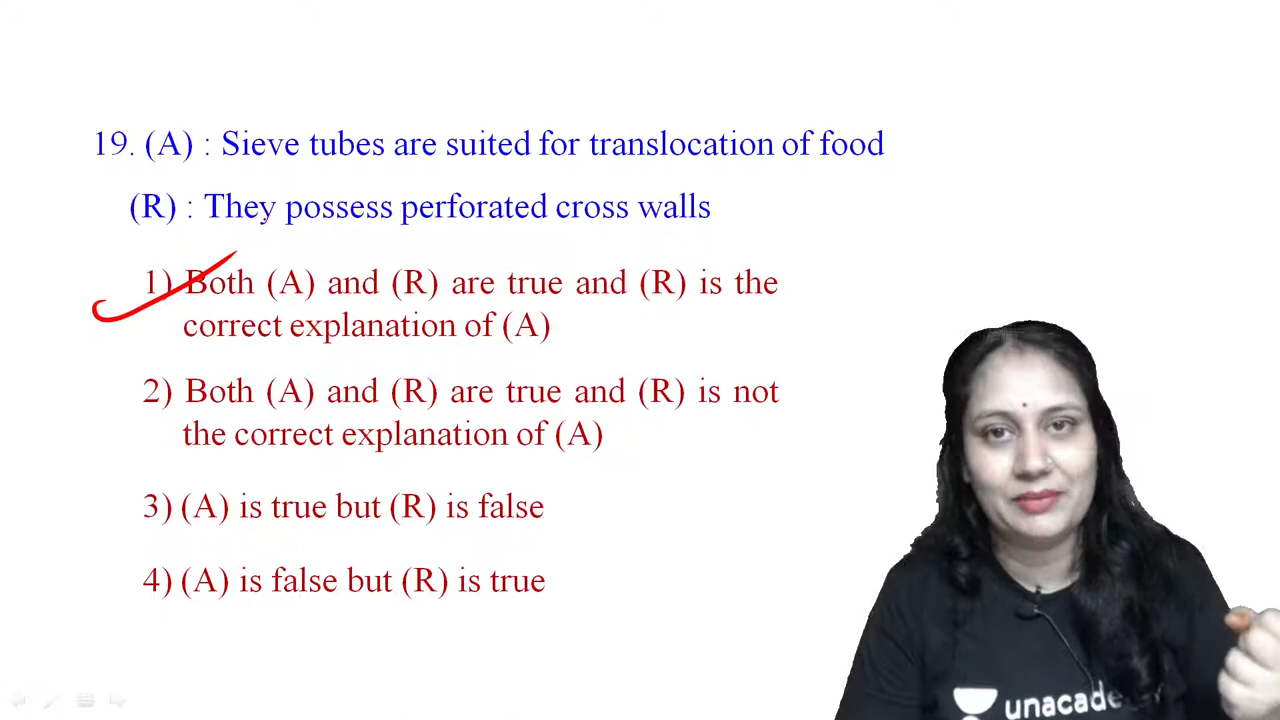 19. (A) : Sieve tubes are suited for translocation of food
(R) : They possess perforated cross walls
1) Both (A) and (R) are true and (R) is the
correct explanation of (A)
2) Both (A) and (R) are true and (R) is not
the correct explanation of (A)
3) (A) is true but (R) is false
4) (A) is false but (R) is true
unacade